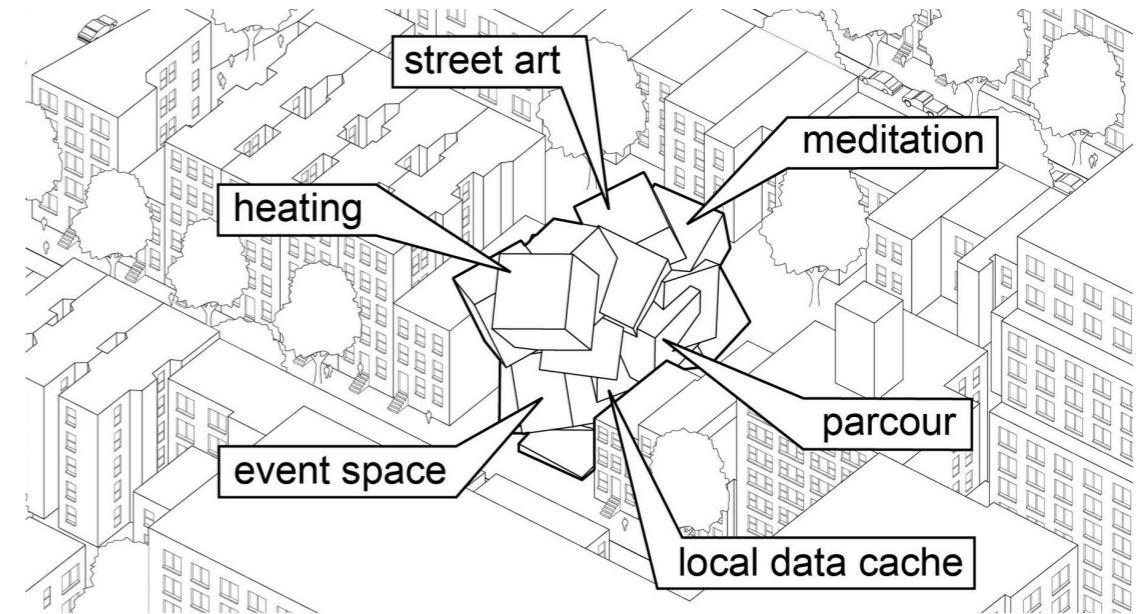 street art
meditation
heating
parcour
event space
local data cache